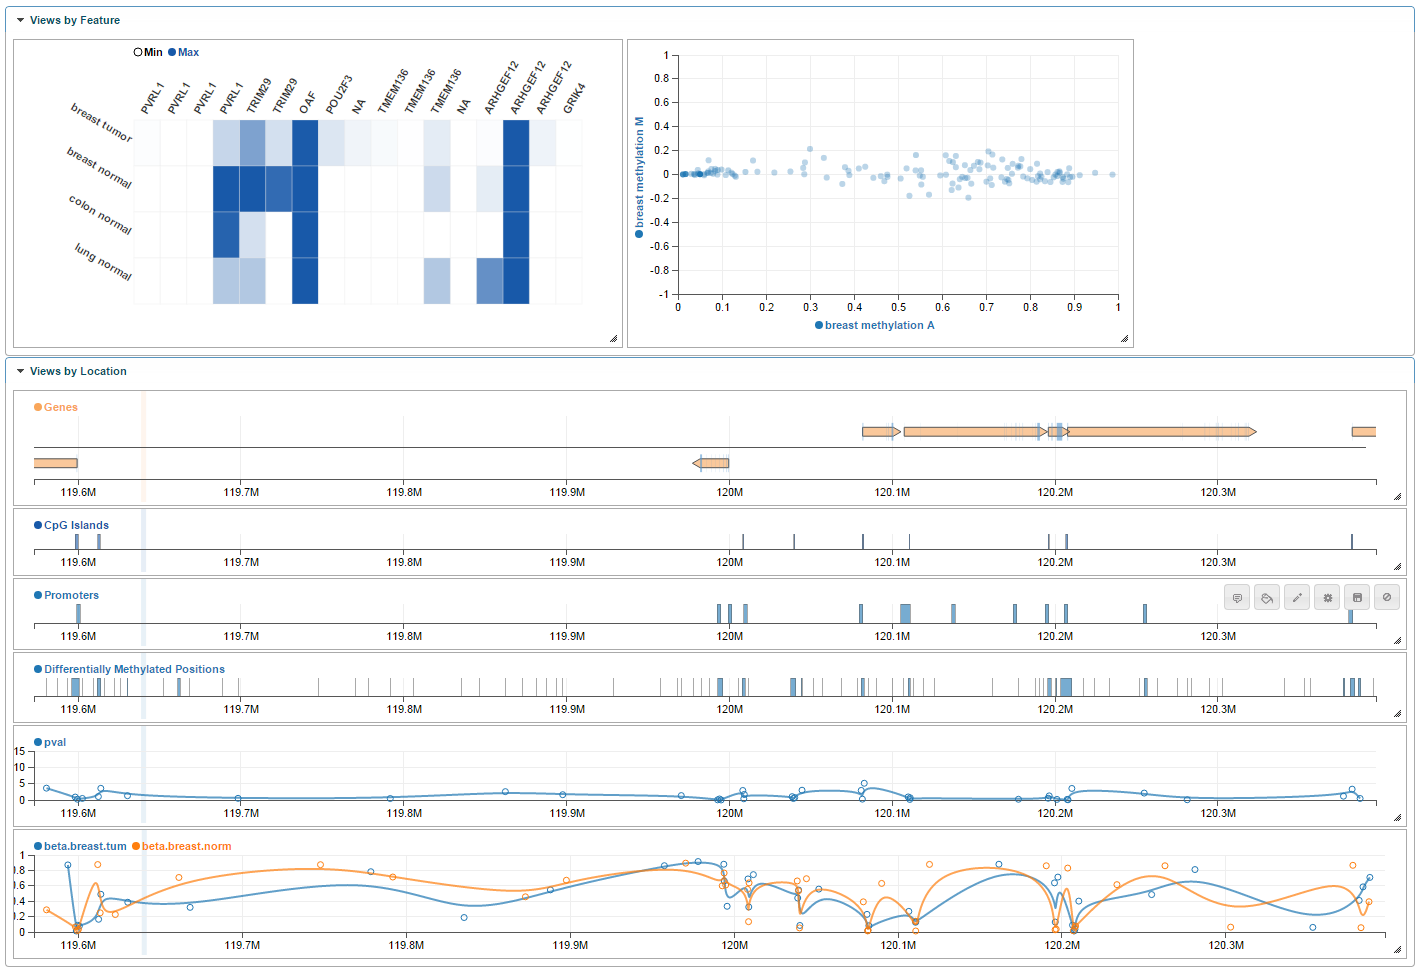 Views by Feature
Min Max
PVRL1 PVRL1 PVRL1 PVRL1 TRIM29 TRIM29 OAF POU2F3 NA TMEM136 TMEM136 TMEM136 NA ARHGEF12 ARHGEF12 ARHGEF12 GRIK4
breast tumor
breast normal
colon normal
lung normal
breast methylation M
1
0.8
0.6
0.4
0.2
0
-0.2
-0.4
-0.6
-0.8
-1
0 0.1 0.2 0.3 0.4 0.5 0.6 0.7 0.8 0.9 1
breast methylation A
Views by Location
Genes
119.6M 119.7M 119.8M 119.9M 120M 120.1M 120.2M 120.3M
CpG Islands
119.6M 119.7M 119.8M 119.9M 120M 120.1M 120.2M 120.3M
Promoters
119.6M 119.7M 119.8M 119.9M 120M 120.1M 120.2M 120.3M
Differentially Methylated Positions
119.6M 119.7M 119.8M 119.9M 120M 120.1M 120.2M 120.3M
pval
15
10
5
0
119.6M 119.7M 119.8M 119.9M 120M 120.1M 120.2M 120.3M
beta.breast.tum beta.breast.norm
1
0.8
0.6
0.4
0.2
0
119.6M 119.7M 119.8M 119.9M 120M 120.1M 120.2M 120.3M